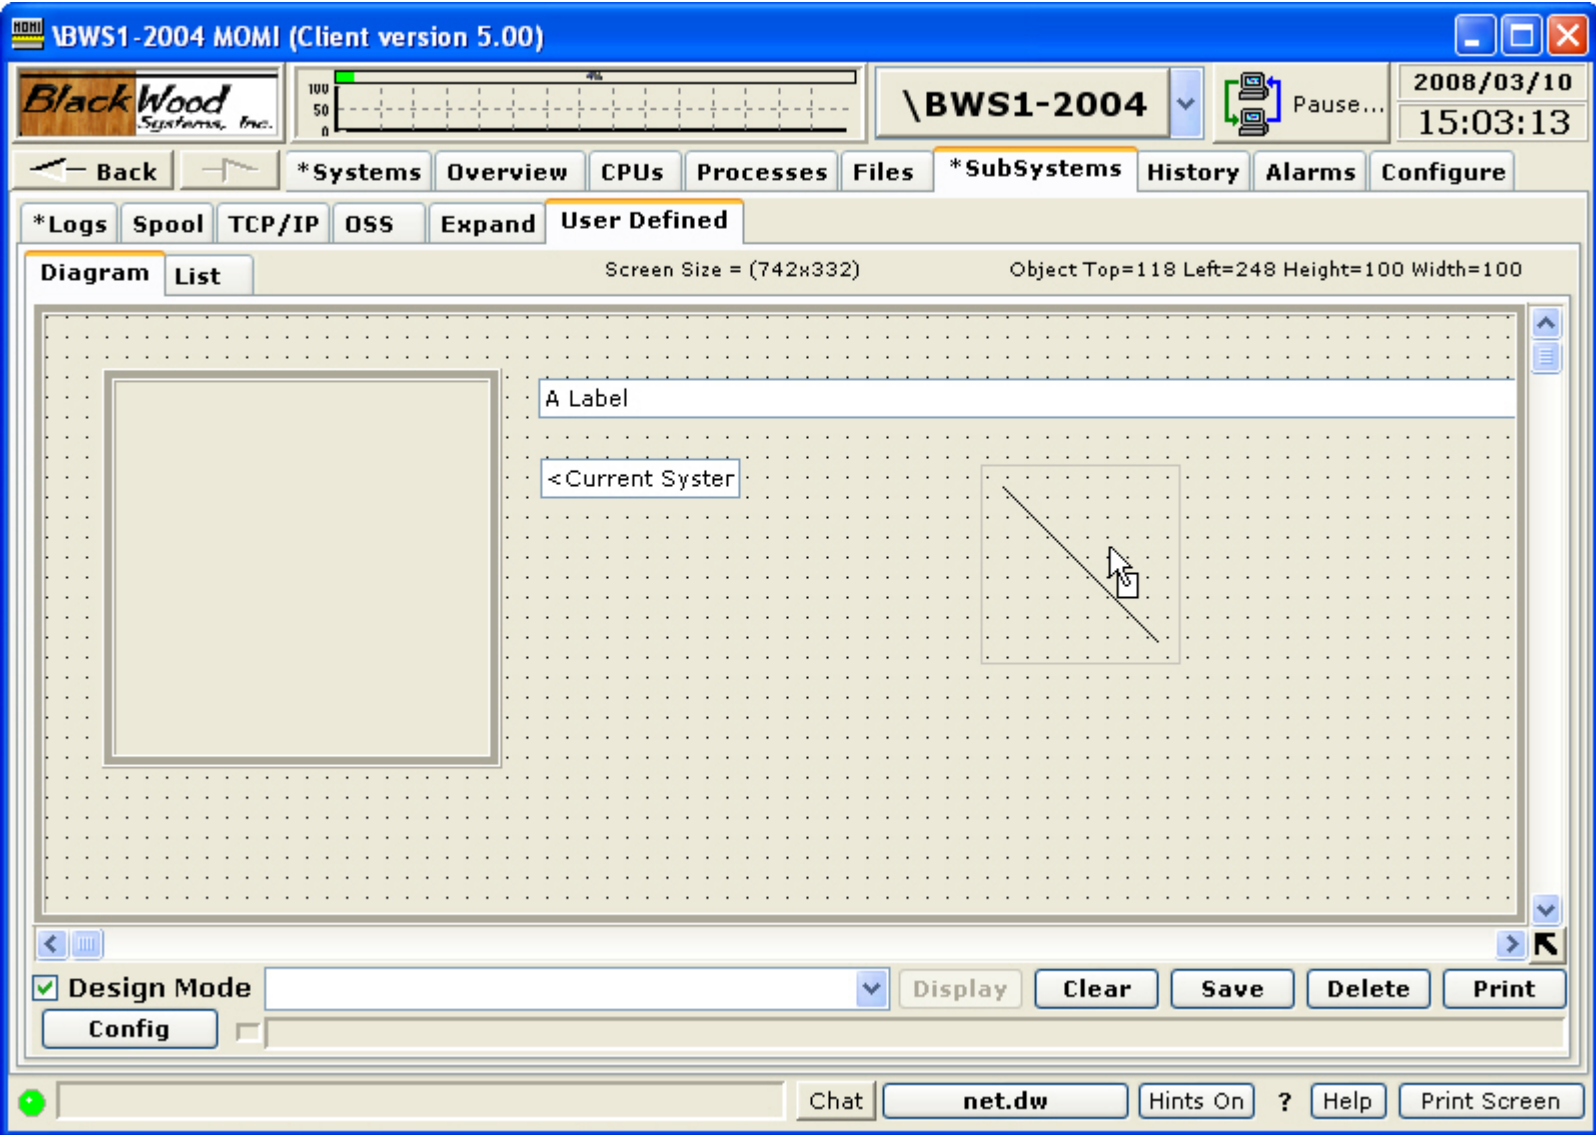 MOMI \BWS1-2004 MOMI (Client version 5.00)
BlackWood Systems, Inc.
100
50
0
4%
\BWS1-2004
Pause...
2008/03/10
15:03:13
Back *Systems Overview CPUs Processes Files *SubSystems History Alarms Configure
*Logs Spool TCP/IP OSS Expand User Defined
Diagram List Screen Size = (742x332) Object Top=118 Left=248 Height=100 Width=100
A Label
<Current Syster
Design Mode Display Clear Save Delete Print
Config
Chat net.dw Hints On ? Help Print Screen